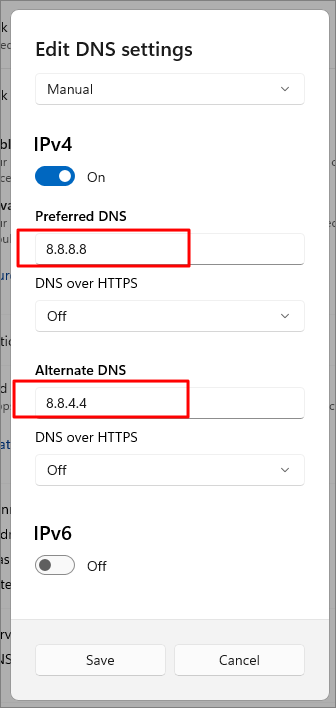 Edit DNS settings
Manual
IPv4
On
Preferred DNS
8.8.8.8
DNS over HTTPS
Off
Alternate DNS
8.8.4.4
DNS over HTTPS
Off
IPv6
Off
Save
Cancel